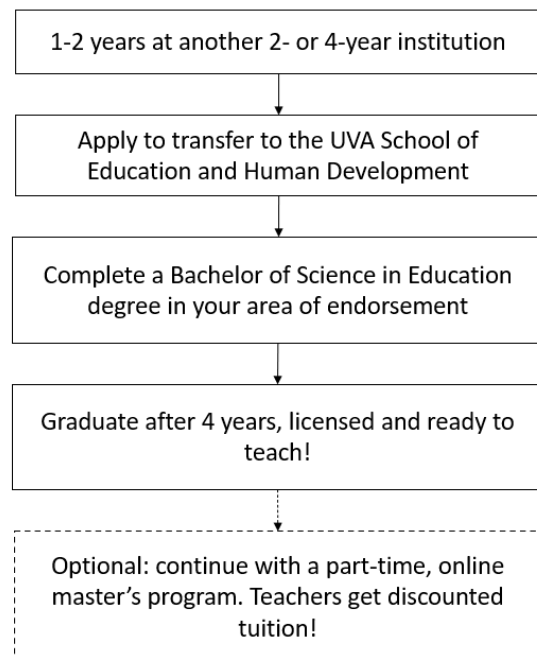 1-2 years at another 2- or 4-year institution
Apply to transfer to the UVA School of
Education and Human Development
Complete a Bachelor of Science in Education
degree in your area of endorsement
Graduate after 4 years, licensed and ready to
teach!
Optional: continue with a part-time, online
master’s program. Teachers get discounted
tuition!